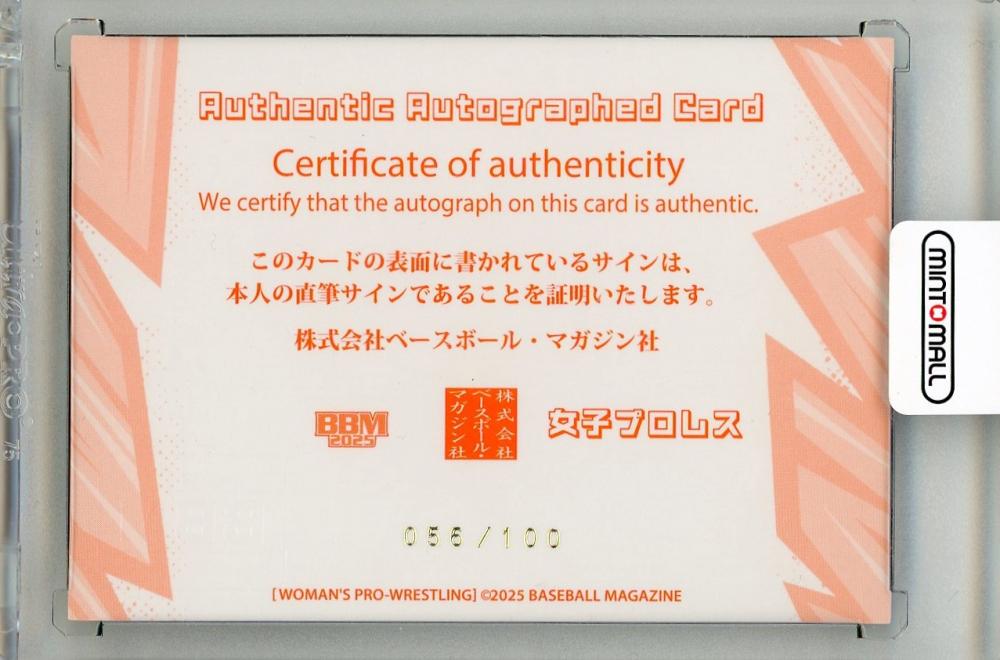 Authentic Autographed Card
Certificate of authenticity
We certify that the autograph on this card is authentic.
このカードの表面に書かれているサインは、
本人の直筆サインであることを証明いたします。
株式会社ベースボール・マガジン社
BBM
2025
株式会社
ベースボール・
マガジン社
女子プロレス
056/100
[WOMAN'S PRO-WRESTLING] ©2025 BASEBALL MAGAZINE
MINT MALL